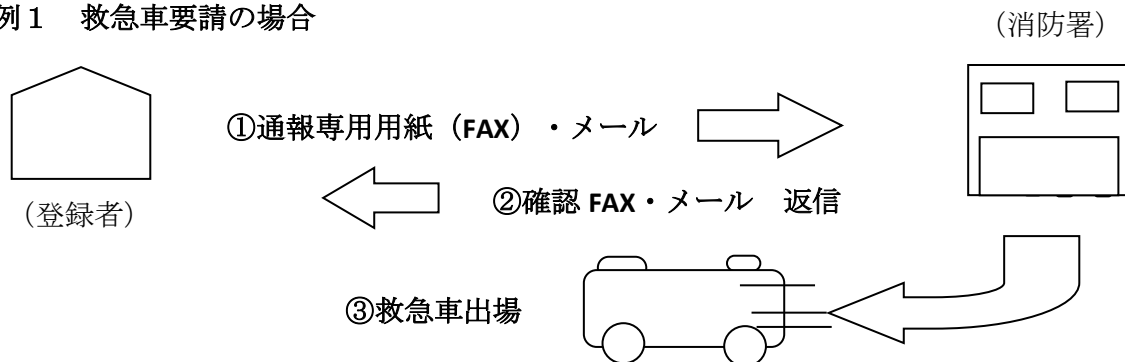 例１　救急車要請の場合
（消防署）
①通報専用用紙（FAX）・メール
（登録者）
②確認 FAX・メール　返信
③救急車出場